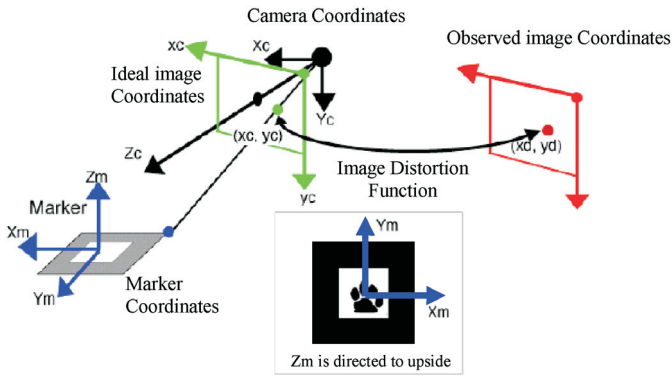 Camera Coordinates
Observed image Coordinates
xc
Xc
Ideal image
Coordinates
Yc
(xc, yc)
(xd, yd)
Zc
Image Distortion
Function
yc
Zm
Marker
Xm
Ym
Marker
Coordinates
Ym
Xm
Zm is directed to upside